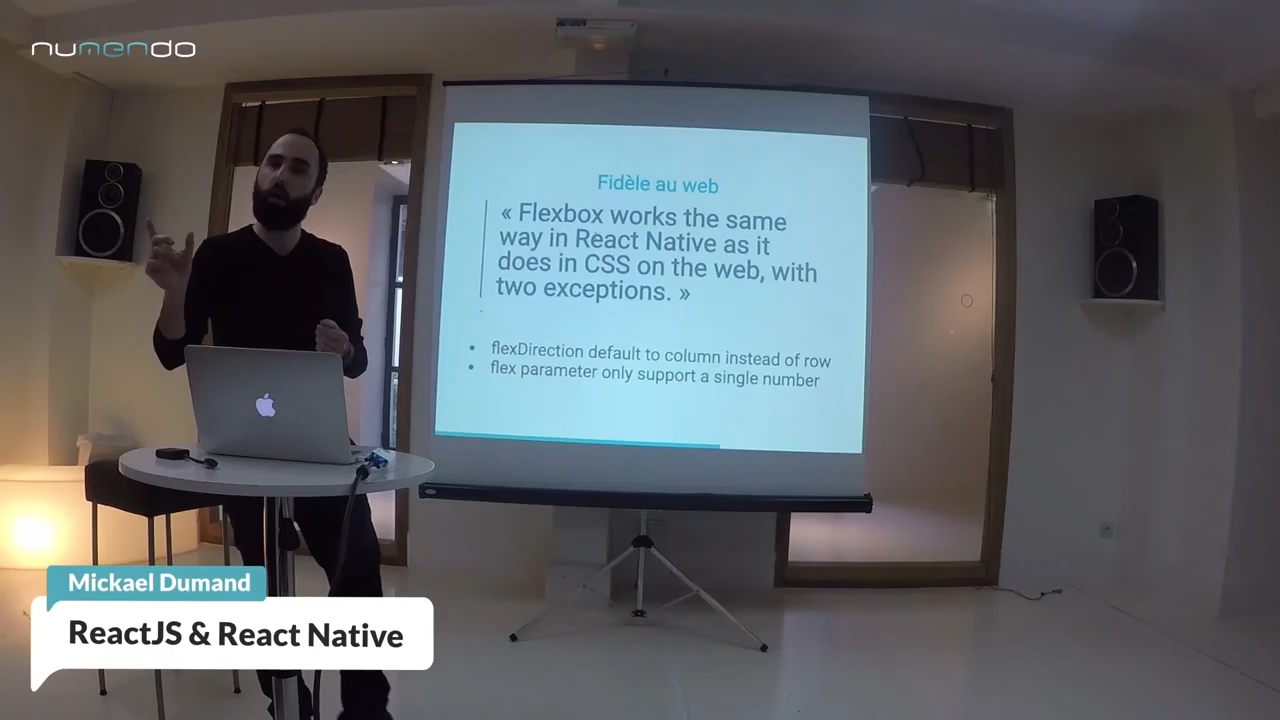 numendo
Fidèle au web
« Flexbox works the same
way in React Native as it
does in CSS on the web, with
two exceptions. »
• flexDirection default to column instead of row
• flex parameter only support a single number
Mickael Dumand
ReactJS & React Native